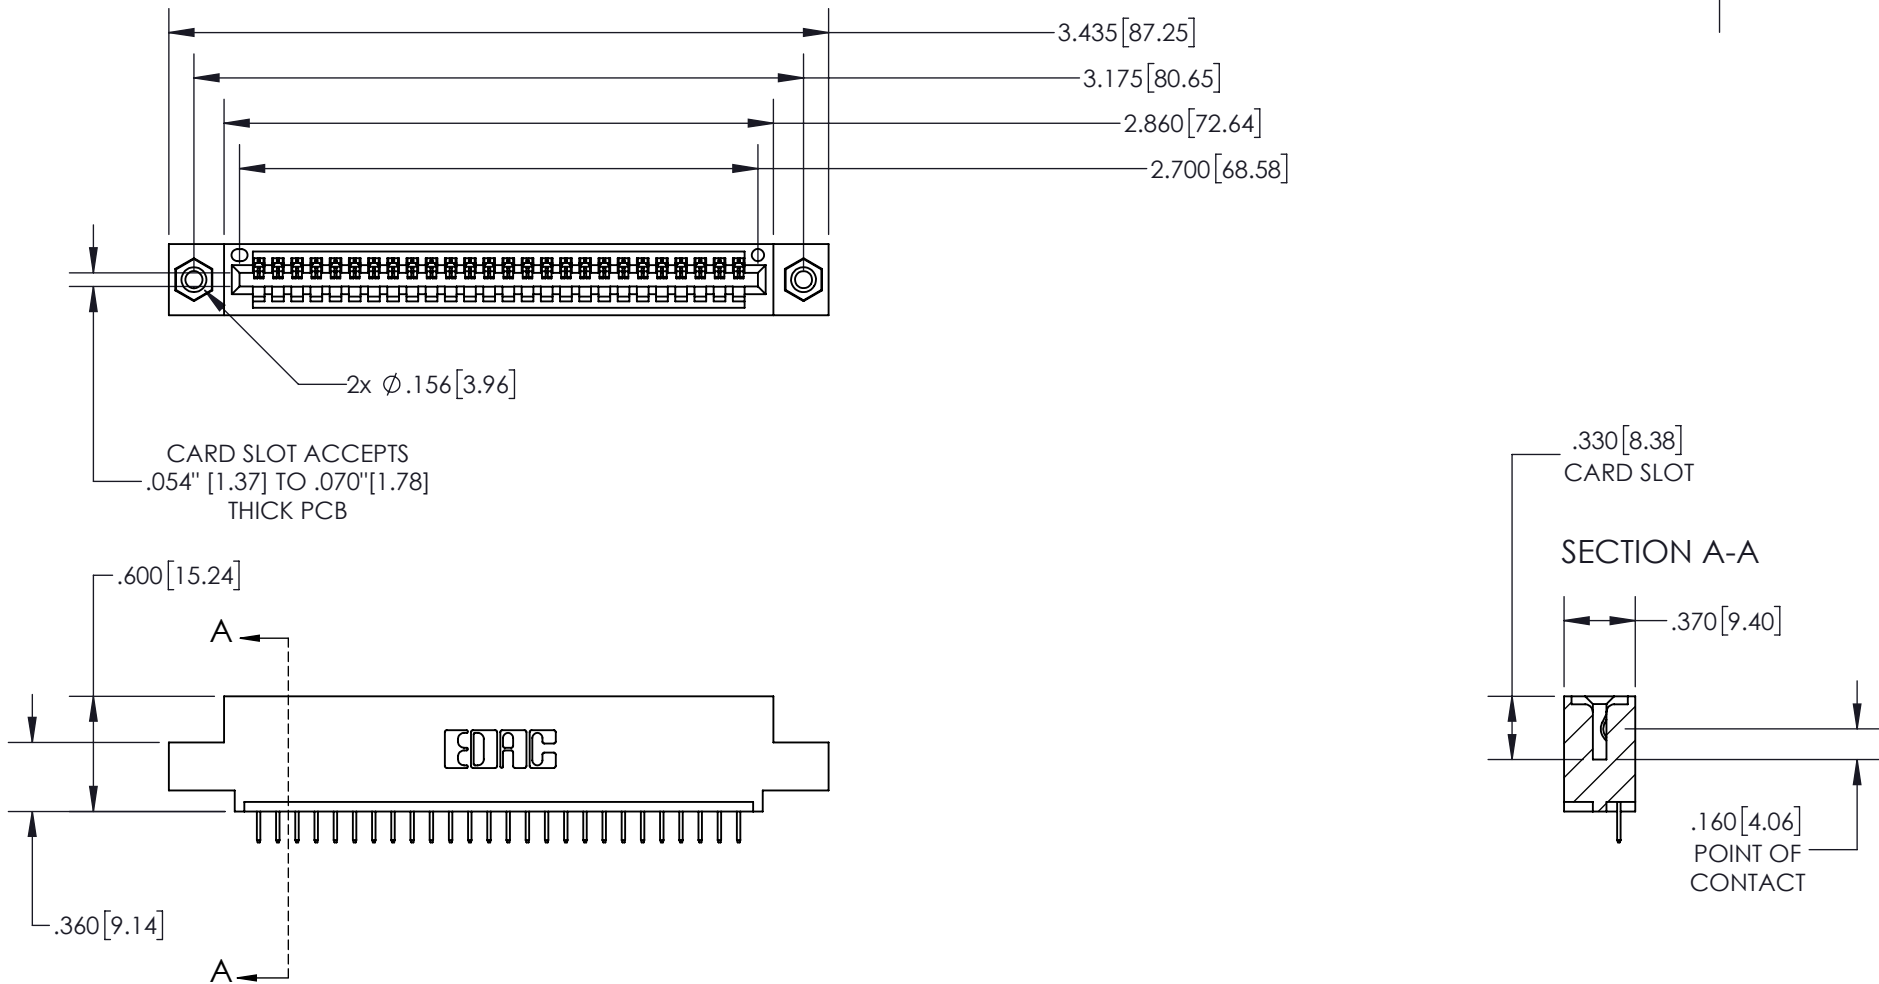 3.435[87.25]
3.175[80.65]
2.860[72.64]
2.700[68.58]
2x Ø.156[3.96]
CARD SLOT ACCEPTS
.054" [1.37] TO .070"[1.78]
THICK PCB
.330[8.38]
CARD SLOT
SECTION A-A
.600[15.24]
.370[9.40]
A
EDAC
.160[4.06]
POINT OF
CONTACT
.360[9.14]
A